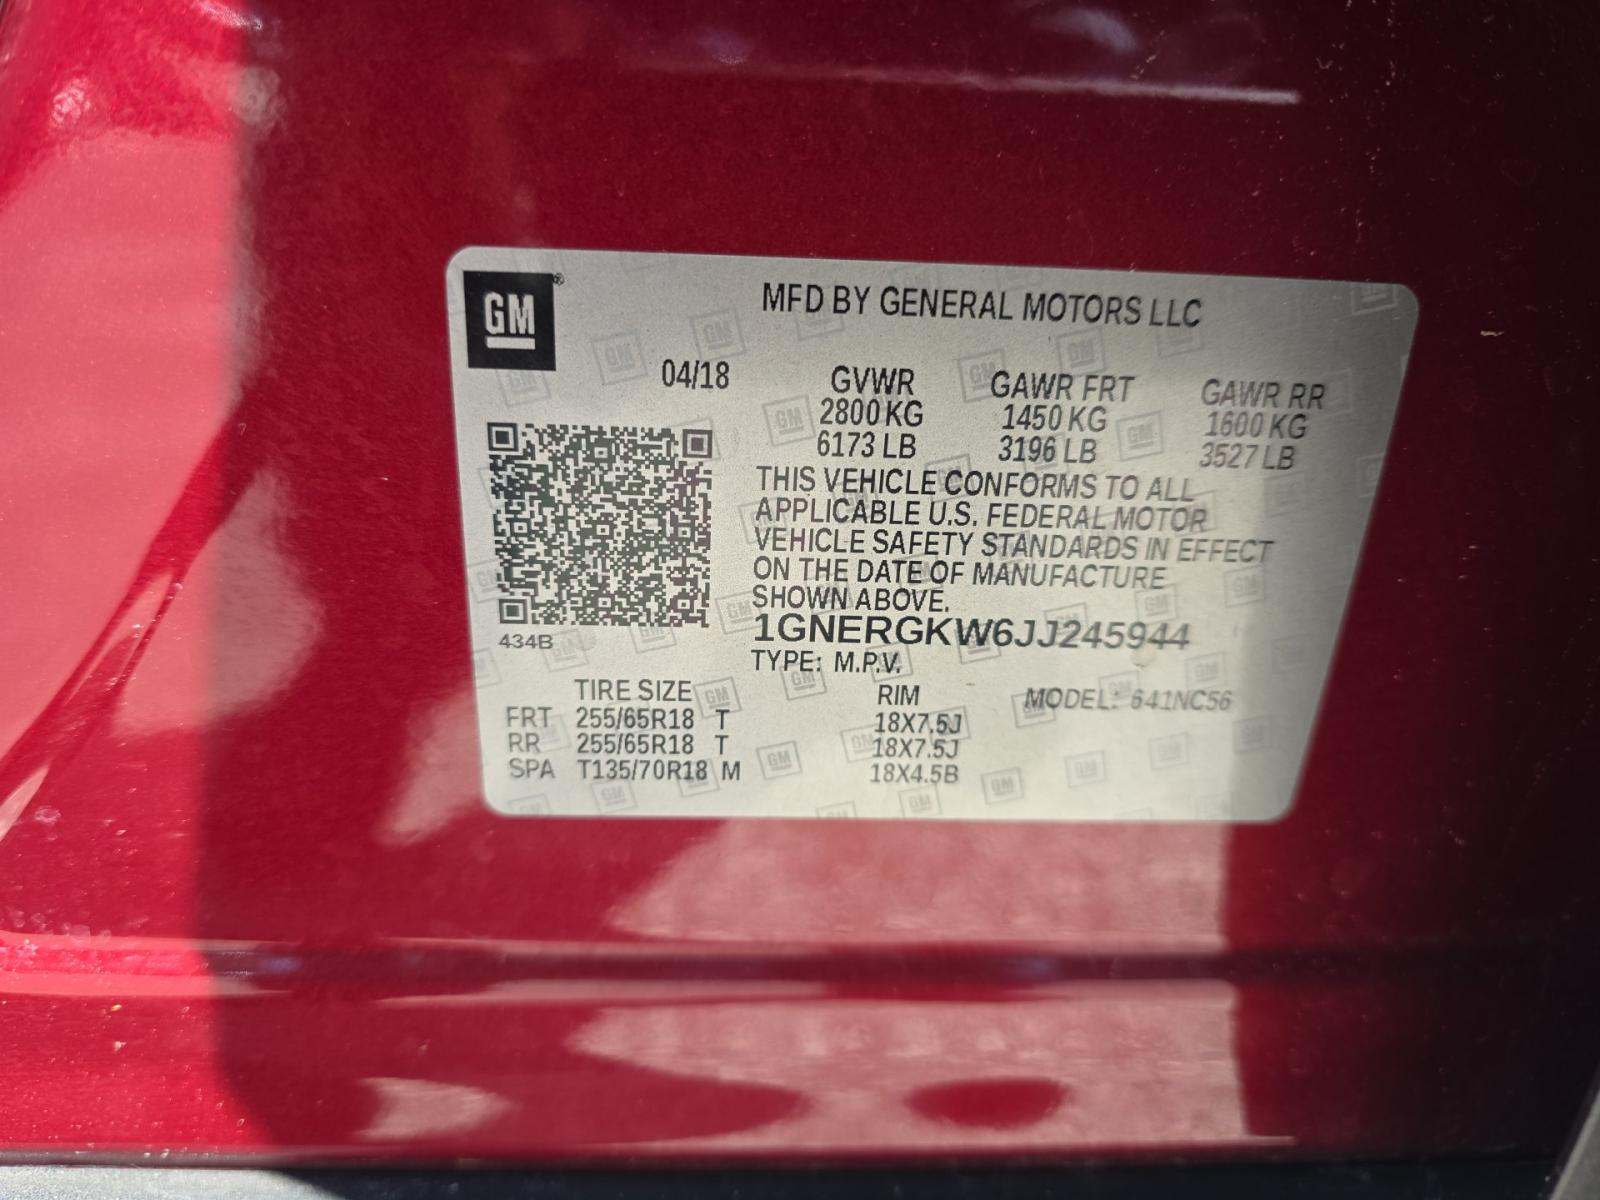 GM
MFD BY GENERAL MOTORS LLC
04/18
GVWR GAWR FRT GAWR RR
2800 KG 1450 KG 1600 KG
6173 LB 3196 LB 3527 LB
THIS VEHICLE CONFORMS TO ALL
APPLICABLE U.S. FEDERAL MOTOR
VEHICLE SAFETY STANDARDS IN EFFECT
ON THE DATE OF MANUFACTURE
SHOWN ABOVE.
1GNERGKW6JJ245944
434B
TYPE: M.P.V.
TIRE SIZE RIM MODEL: 641NC56
FRT 255/65R18 T 18X7.5J
RR 255/65R18 T 18X7.5J
SPA T135/70R18 M 18X4.5B